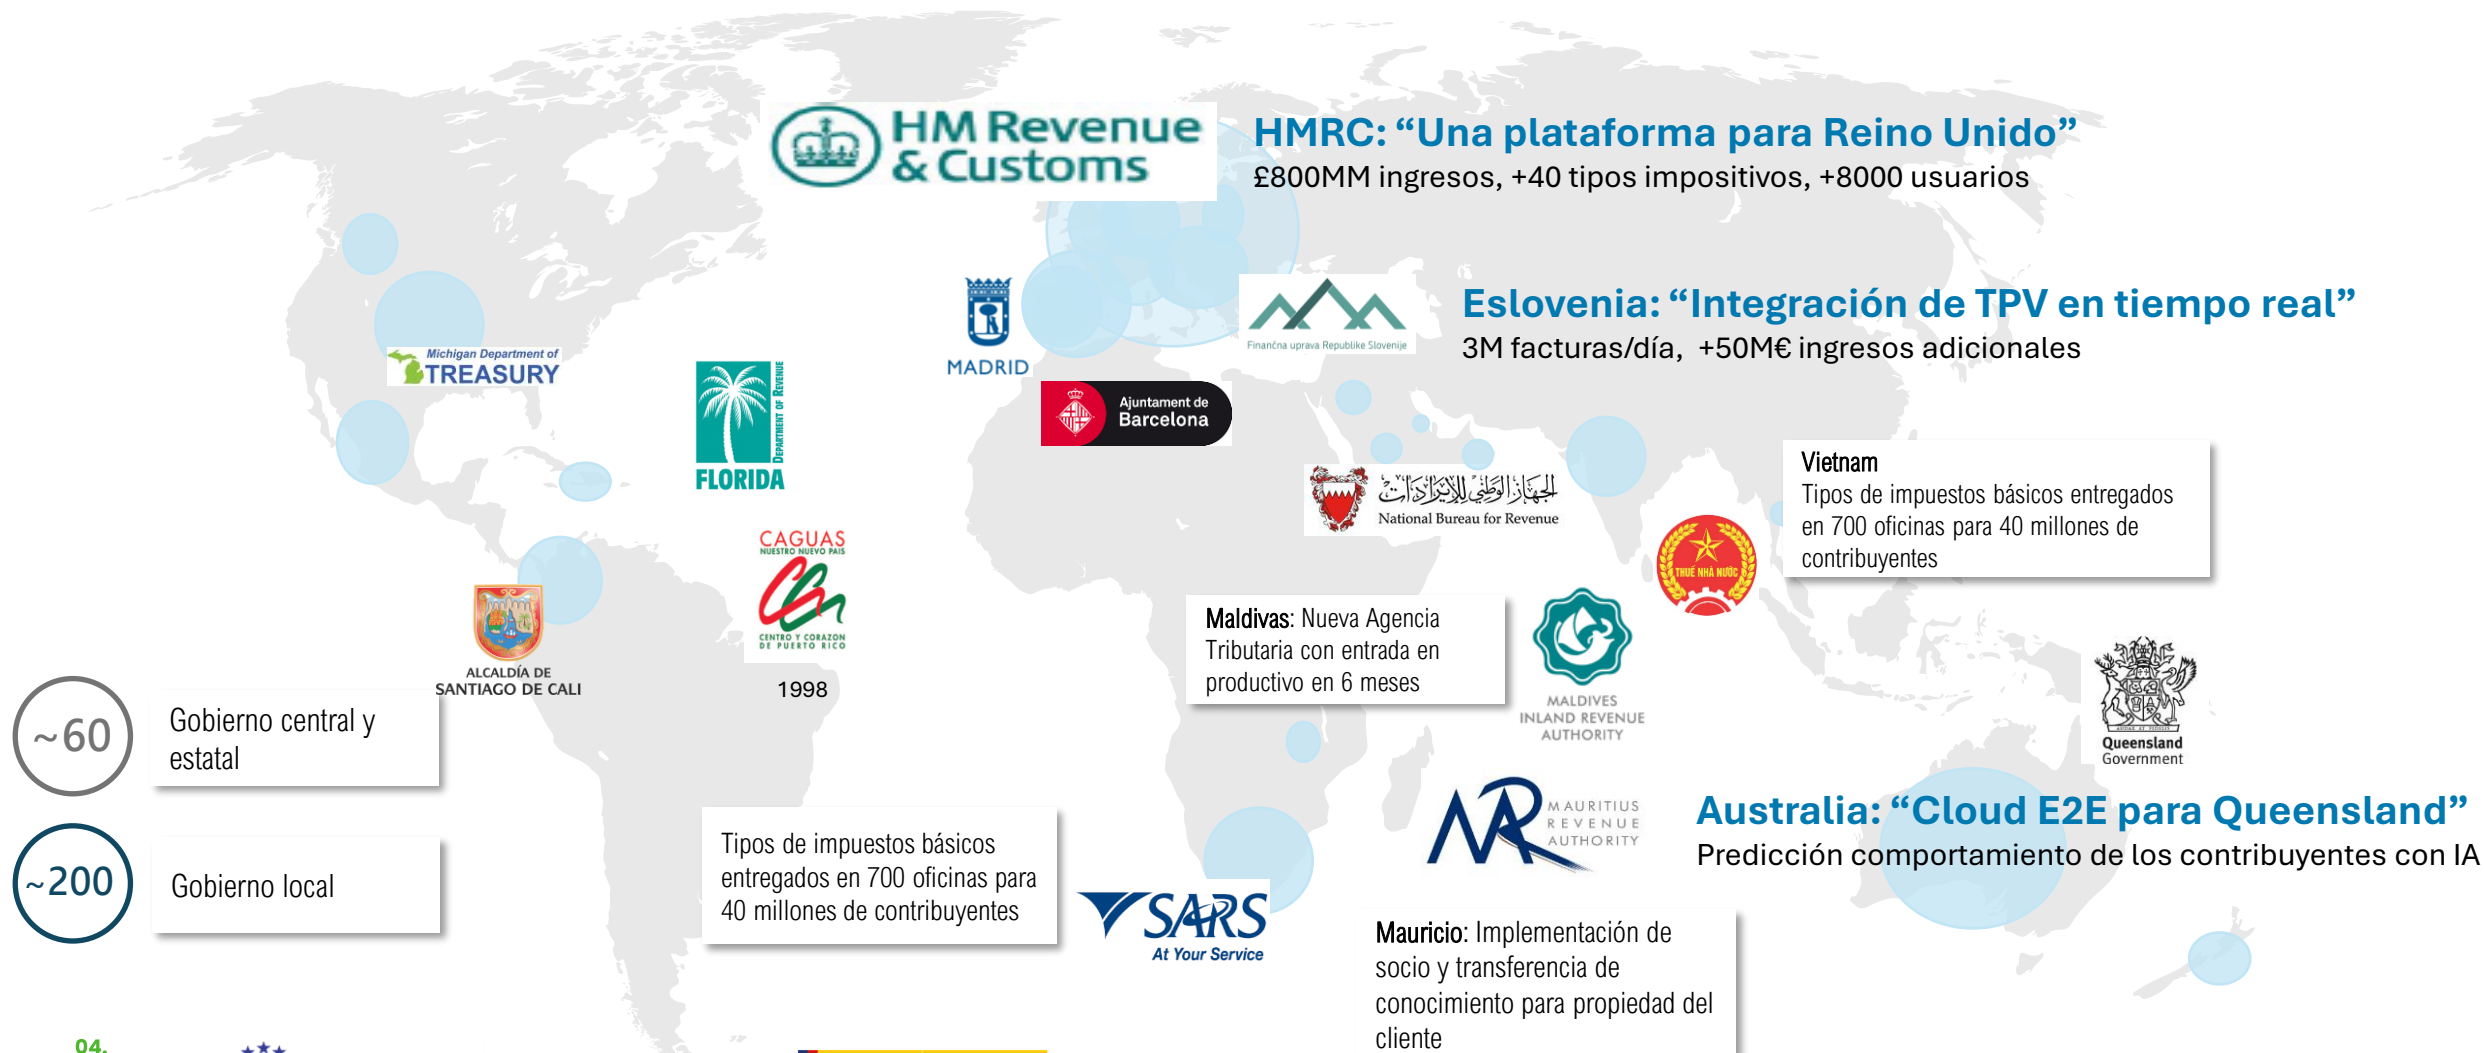 HM Revenue
& Customs
HMRC: “Una plataforma para Reino Unido”
£800MM ingresos, +40 tipos impositivos, +8000 usuarios
MADRID
Finančna uprava Republike Slovenije
Eslovenia: “Integración de TPV en tiempo real”
3M facturas/día, +50M€ ingresos adicionales
Michigan Department of
TREASURY
DEPARTMENT OF REVENUE
FLORIDA
Ajuntament de
Barcelona
الجهاز الوطني للإيرادات
National Bureau for Revenue
Vietnam
Tipos de impuestos básicos entregados
en 700 oficinas para 40 millones de
contribuyentes
THUẾ NHÀ NƯỚC
CAGUAS
NUESTRO NUEVO PAIS
CENTRO Y CORAZON
DE PUERTO RICO
1998
ALCALDÍA DE
SANTIAGO DE CALI
Maldivas: Nueva Agencia
Tributaria con entrada en
productivo en 6 meses
MALDIVES
INLAND REVENUE
AUTHORITY
Queensland
Government
~60
Gobierno central y
estatal
~200
Gobierno local
Tipos de impuestos básicos
entregados en 700 oficinas para
40 millones de contribuyentes
SARS
At Your Service
MAURITIUS
REVENUE
AUTHORITY
Australia: “Cloud E2E para Queensland”
Predicción comportamiento de los contribuyentes con IA
Mauricio: Implementación de
socio y transferencia de
conocimiento para propiedad del
cliente
04.